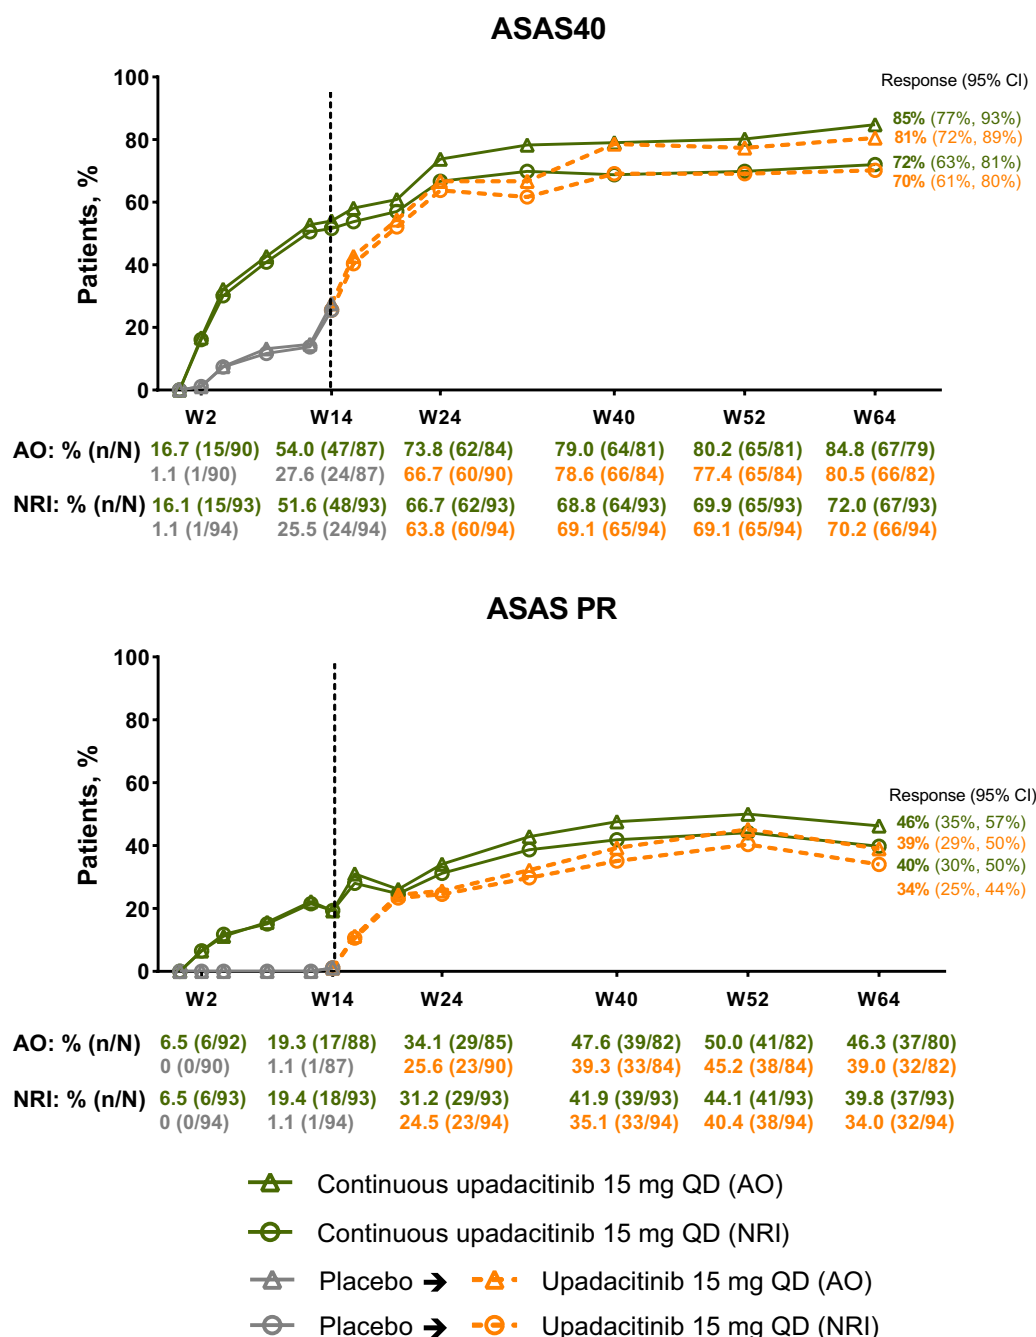 ASAS40
Response (95% CI)
100
80
60
40
20
0
Patients, %
85% (77%, 93%)
81% (72%, 89%)
72% (63%, 81%)
70% (61%, 80%)
W2 W14 W24 W40 W52 W64
AO: % (n/N) 16.7 (15/90) 54.0 (47/87) 73.8 (62/84) 79.0 (64/81) 80.2 (65/81) 84.8 (67/79)
1.1 (1/90) 27.6 (24/87) 66.7 (60/90) 78.6 (66/84) 77.4 (65/84) 80.5 (66/82)
NRI: % (n/N) 16.1 (15/93) 51.6 (48/93) 66.7 (62/93) 68.8 (64/93) 69.9 (65/93) 72.0 (67/93)
1.1 (1/94) 25.5 (24/94) 63.8 (60/94) 69.1 (65/94) 69.1 (65/94) 70.2 (66/94)
ASAS PR
100
80
60
40
20
0
Patients, %
Response (95% CI)
46% (35%, 57%)
39% (29%, 50%)
40% (30%, 50%)
34% (25%, 44%)
W2 W14 W24 W40 W52 W64
AO: % (n/N) 6.5 (6/92) 19.3 (17/88) 34.1 (29/85) 47.6 (39/82) 50.0 (41/82) 46.3 (37/80)
0 (0/90) 1.1 (1/87) 25.6 (23/90) 39.3 (33/84) 45.2 (38/84) 39.0 (32/82)
NRI: % (n/N) 6.5 (6/93) 19.4 (18/93) 31.2 (29/93) 41.9 (39/93) 44.1 (41/93) 39.8 (37/93)
0 (0/94) 1.1 (1/94) 24.5 (23/94) 35.1 (33/94) 40.4 (38/94) 34.0 (32/94)
Continuous upadacitinib 15 mg QD (AO)
Continuous upadacitinib 15 mg QD (NRI)
Placebo ➔ Upadacitinib 15 mg QD (AO)
Placebo ➔ Upadacitinib 15 mg QD (NRI)